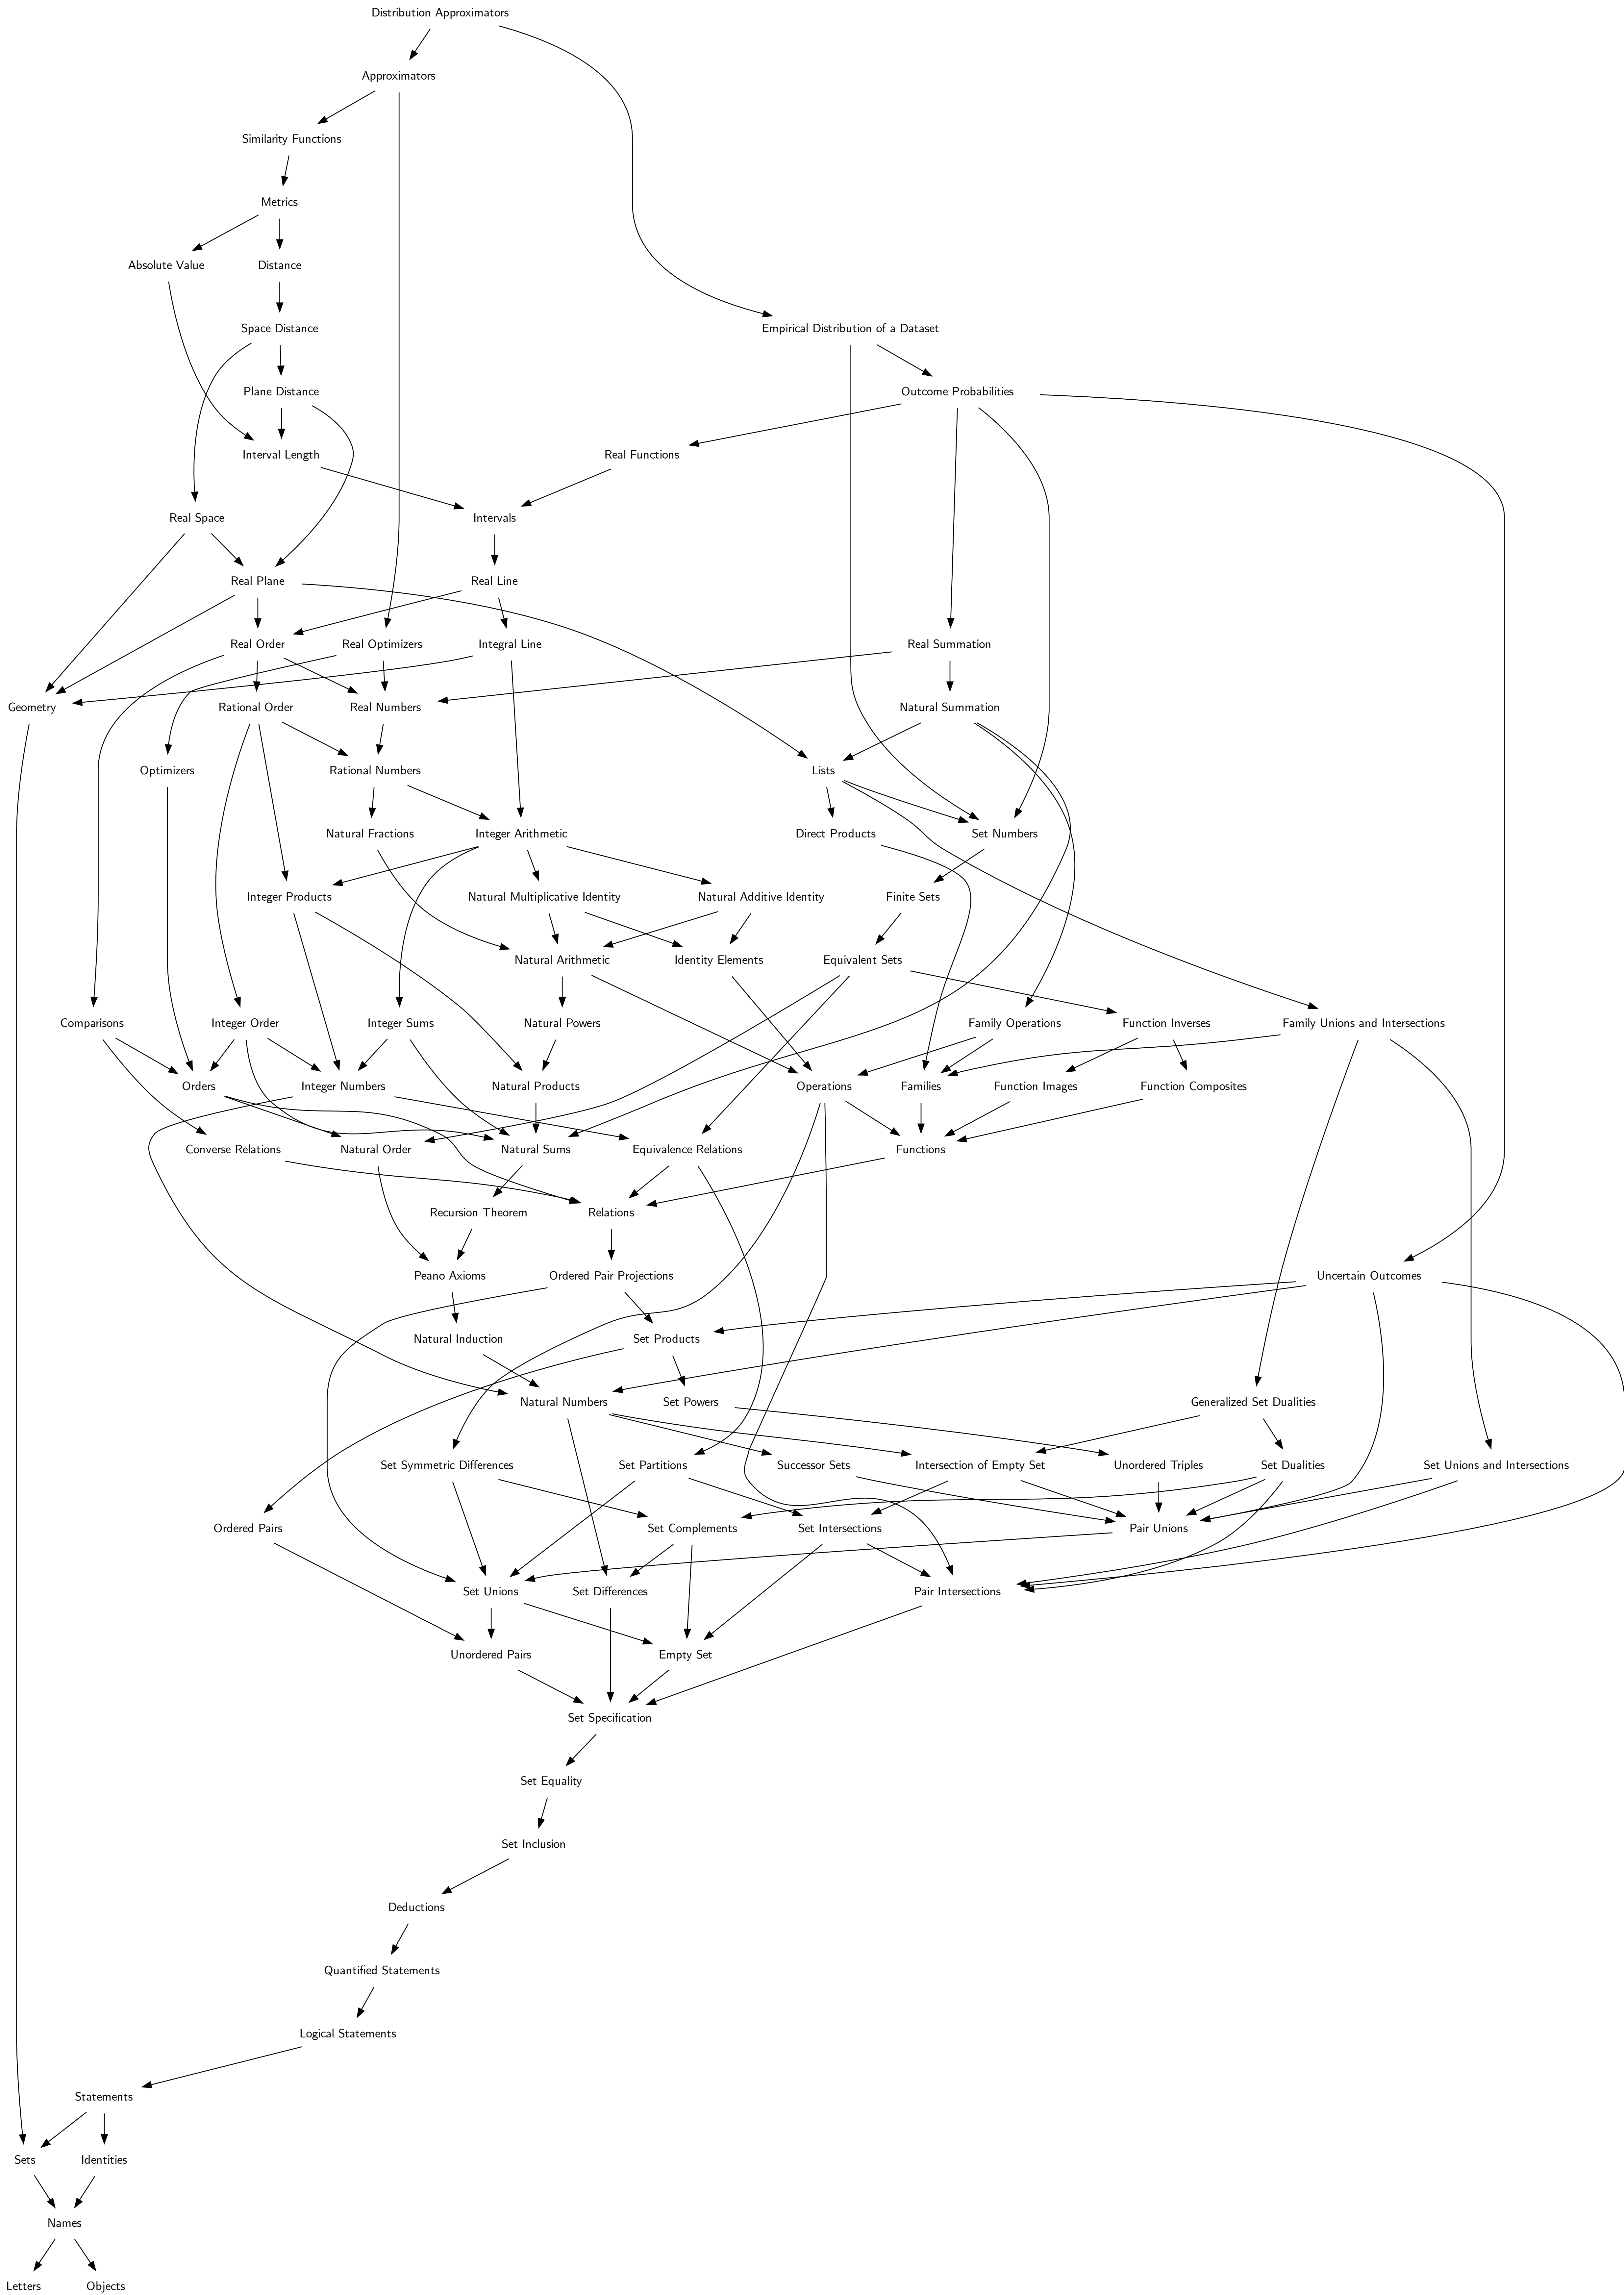 Distribution Approximators
Approximators
Similarity Functions
Metrics
Absolute Value
Distance
Space Distance
Empirical Distribution of a Dataset
Plane Distance
Outcome Probabilities
Interval Length
Real Functions
Real Space
Intervals
Real Plane
Real Line
Real Order
Real Optimizers
Integral Line
Real Summation
Geometry
Rational Order
Real Numbers
Natural Summation
Optimizers
Rational Numbers
Lists
Natural Fractions
Integer Arithmetic
Direct Products
Set Numbers
Integer Products
Natural Multiplicative Identity
Natural Additive Identity
Finite Sets
Natural Arithmetic
Identity Elements
Equivalent Sets
Comparisons
Integer Order
Integer Sums
Natural Powers
Family Operations
Function Inverses
Family Unions and Intersections
Orders
Integer Numbers
Natural Products
Operations
Families
Function Images
Function Composites
Converse Relations
Natural Order
Natural Sums
Equivalence Relations
Functions
Recursion Theorem
Relations
Peano Axioms
Ordered Pair Projections
Uncertain Outcomes
Natural Induction
Set Products
Natural Numbers
Set Powers
Generalized Set Dualities
Set Symmetric Differences
Set Partitions
Successor Sets
Intersection of Empty Set
Unordered Triples
Set Dualities
Set Unions and Intersections
Ordered Pairs
Set Complements
Set Intersections
Pair Unions
Set Unions
Set Differences
Pair Intersections
Unordered Pairs
Empty Set
Set Specification
Set Equality
Set Inclusion
Deductions
Quantified Statements
Logical Statements
Statements
Sets
Identities
Names
Letters
Objects